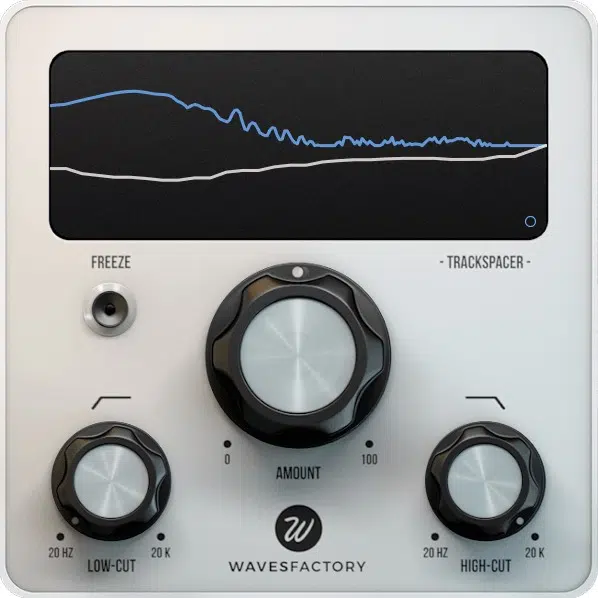 FREEZE
- TRACKSPACER -
0
100
AMOUNT
20 HZ
20 K
LOW-CUT
20 HZ
20 K
HIGH-CUT
W
WAVESFACTORY